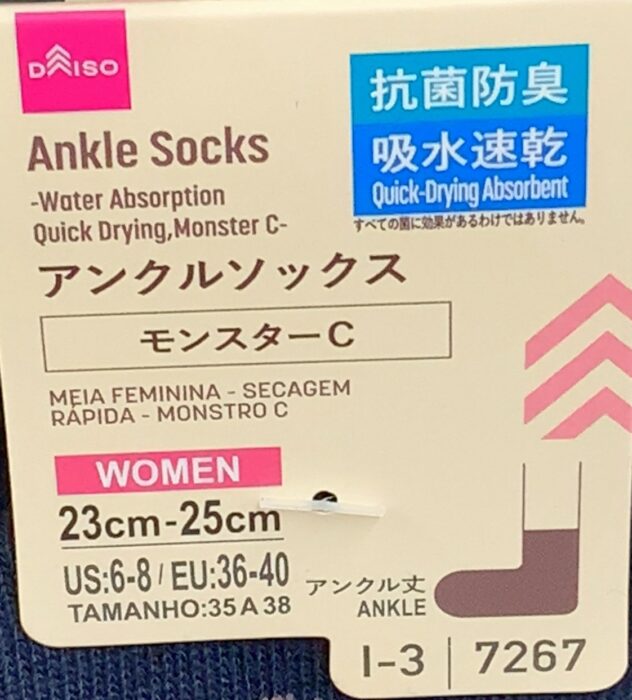 DAISO
抗菌防臭
吸水速乾
Quick-Drying Absorbent
すべての菌に効果があるわけではありません。
Ankle Socks
-Water Absorption
Quick Drying,Monster C-
アンクルソックス
モンスターC
MEIA FEMININA - SECAGEM
RÁPIDA - MONSTRO C
WOMEN
23cm-25cm
US:6-8 / EU:36-40
TAMANHO:35 A 38
アンクル丈
ANKLE
I-3 | 7267